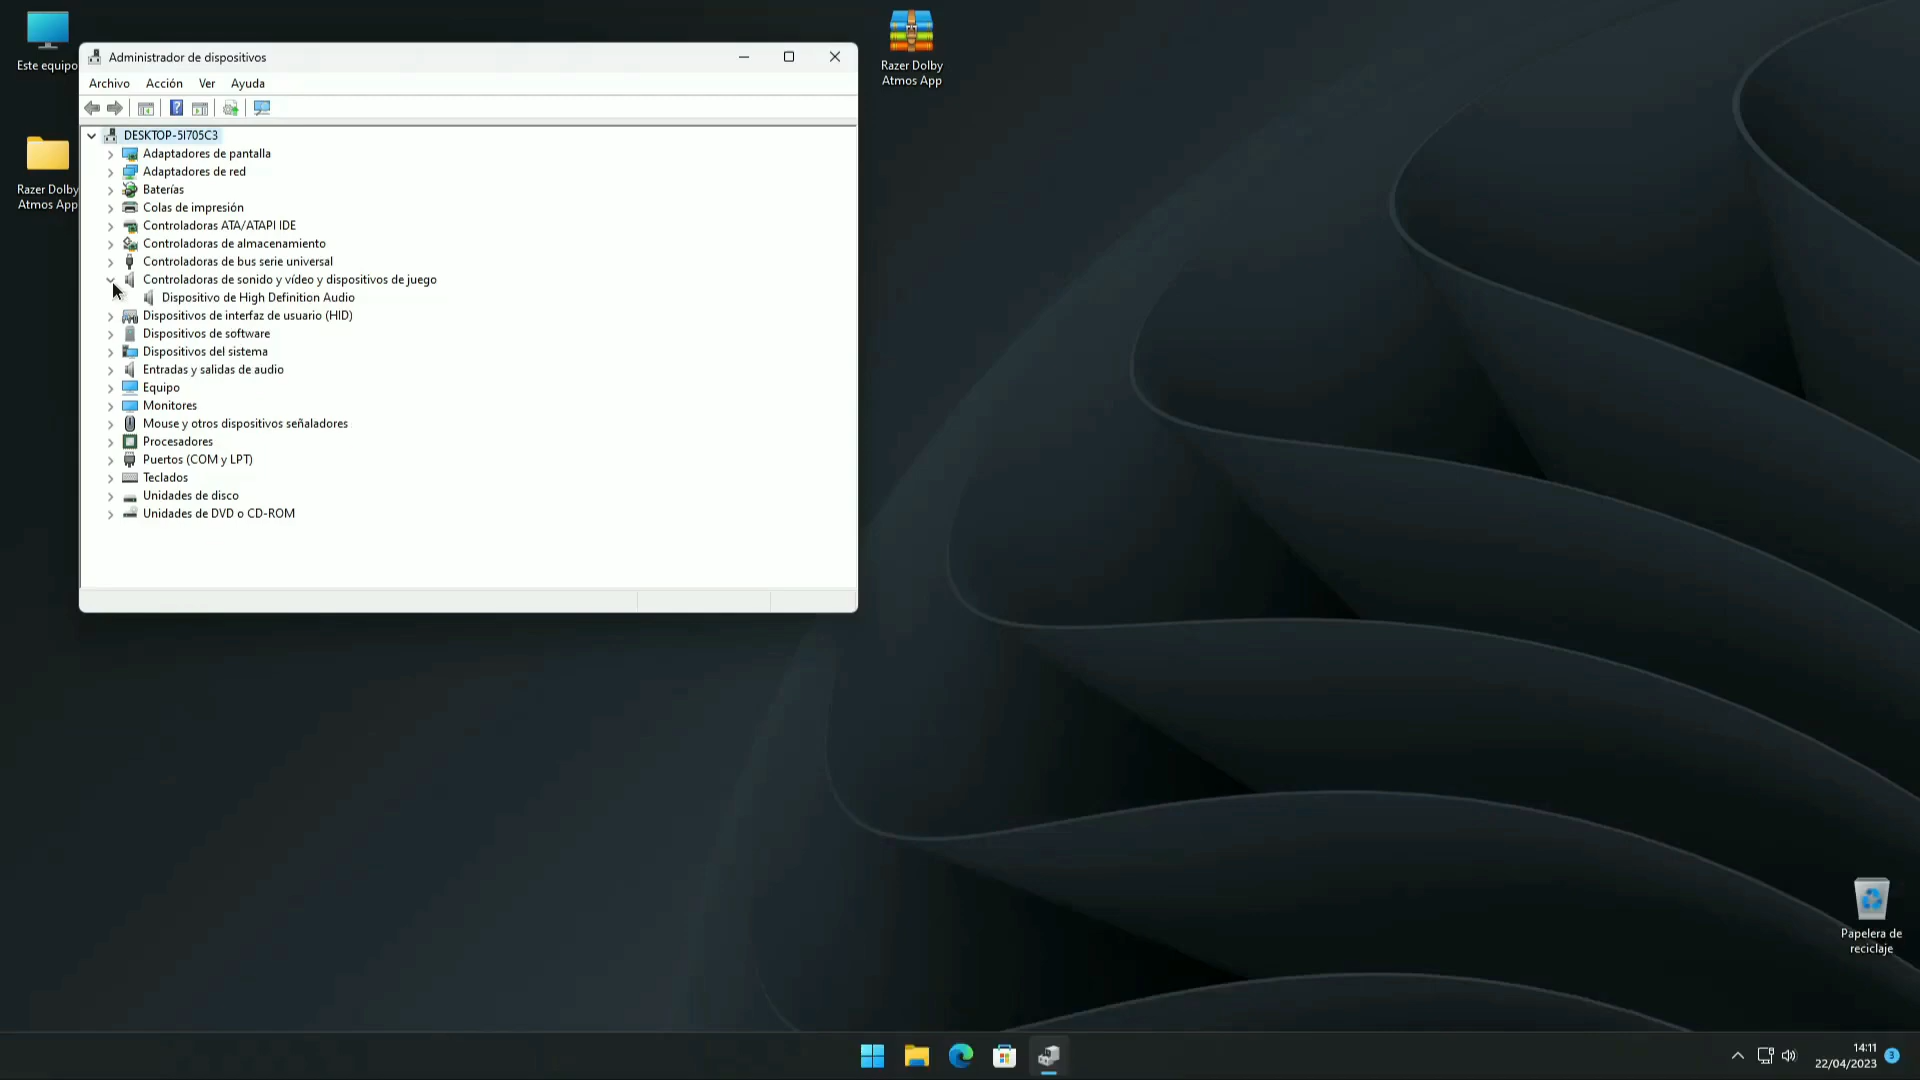 Este equipo
Razer Dolby
Atmos App
Administrador de dispositivos
Archivo Acción Ver Ayuda
DESKTOP-5I705C3
Adaptadores de pantalla
Adaptadores de red
Baterías
Colas de impresión
Controladoras ATA/ATAPI IDE
Controladoras de almacenamiento
Controladoras de bus serie universal
Controladoras de sonido y vídeo y dispositivos de juego
Dispositivo de High Definition Audio
Dispositivos de interfaz de usuario (HID)
Dispositivos de software
Dispositivos del sistema
Entradas y salidas de audio
Equipo
Monitores
Mouse y otros dispositivos señaladores
Procesadores
Puertos (COM y LPT)
Teclados
Unidades de disco
Unidades de DVD o CD-ROM
Razer Dolby
Atmos App
Papelera de
reciclaje
14:11
22/04/2023
3